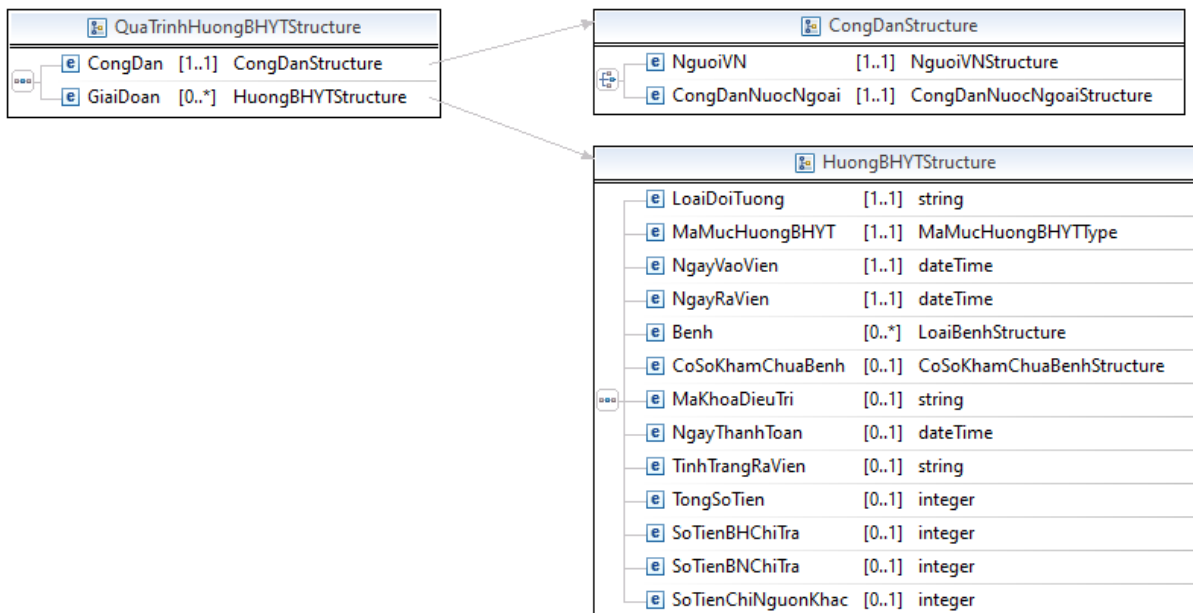 QuaTrinhHuongBHYTStructure
e CongDan [1..1] CongDanStructure
e GiaiDoan [0..*] HuongBHYTStructure
CongDanStructure
e NguoiVN [1..1] NguoiVNStructure
e CongDanNuocNgoai [1..1] CongDanNuocNgoaiStructure
HuongBHYTStructure
e LoaiDoiTuong [1..1] string
e MaMucHuongBHYT [1..1] MaMucHuongBHYTType
e NgayVaoVien [1..1] dateTime
e NgayRaVien [1..1] dateTime
e Benh [0..*] LoaiBenhStructure
e CoSoKhamChuaBenh [0..1] CoSoKhamChuaBenhStructure
e MaKhoaDieuTri [0..1] string
e NgayThanhToan [0..1] dateTime
e TinhTrangRaVien [0..1] string
e TongSoTien [0..1] integer
e SoTienBHChiTra [0..1] integer
e SoTienBNChiTra [0..1] integer
e SoTienChiNguonKhac [0..1] integer